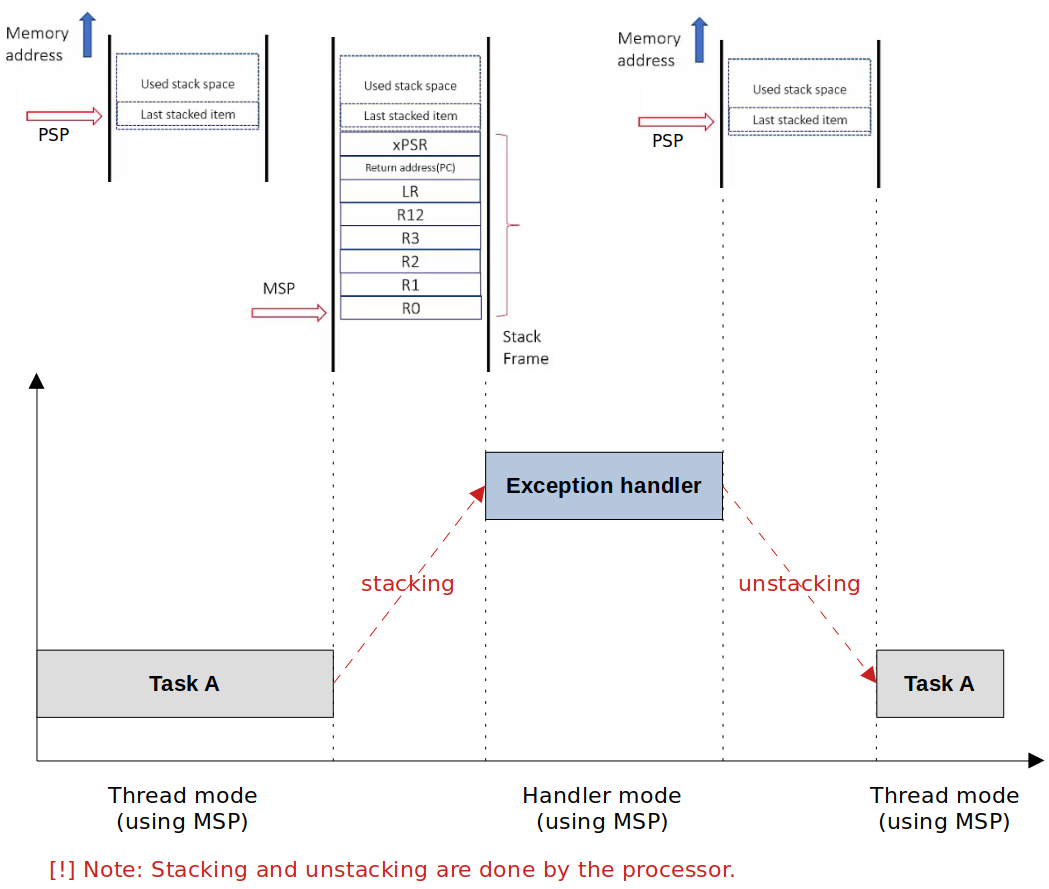 Memory
address
Used stack space
Last stacked item
PSP
Used stack space
Last stacked item
xPSR
Return address(PC)
LR
R12
R3
R2
R1
R0
MSP
Stack
Frame
Memory
address
Used stack space
Last stacked item
PSP
Exception handler
stacking
unstacking
Task A
Task A
Thread mode
(using MSP)
Handler mode
(using MSP)
Thread mode
(using MSP)
[!] Note: Stacking and unstacking are done by the processor.